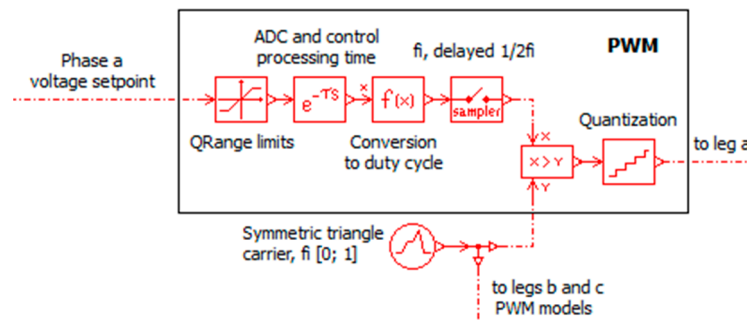 ADC and control
processing time
fi, delayed 1/2fi
PWM
Phase a
voltage setpoint
e^-TS
x
f(x)
sampler
QRange limits
Conversion
to duty cycle
Quantization
X
X>Y
Y
to leg a
Symmetric triangle
carrier, fi [0; 1]
to legs b and c
PWM models